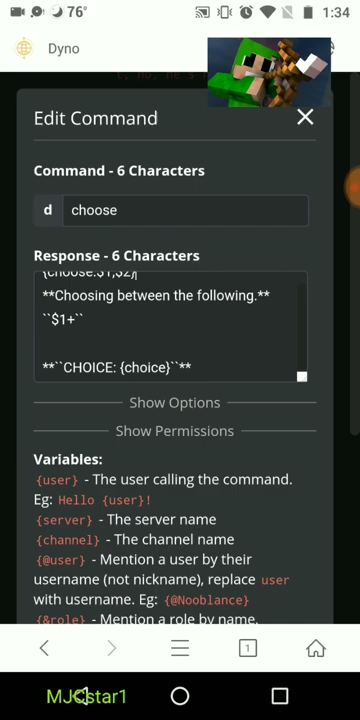 76°
1:34
Dyno
Edit Command
Command - 6 Characters
d choose
Response - 6 Characters
{choose:$1,$2}
**Choosing between the following.**
``$1+``
**``CHOICE: {choice}``**
Show Options
Show Permissions
Variables:
{user} - The user calling the command.
Eg: Hello {user}!
{server} - The server name
{channel} - The channel name
{@user} - Mention a user by their
username (not nickname), replace user
with username. Eg: {@Nooblance}
{&role} - Mention a role by name.
1
MJCstar1